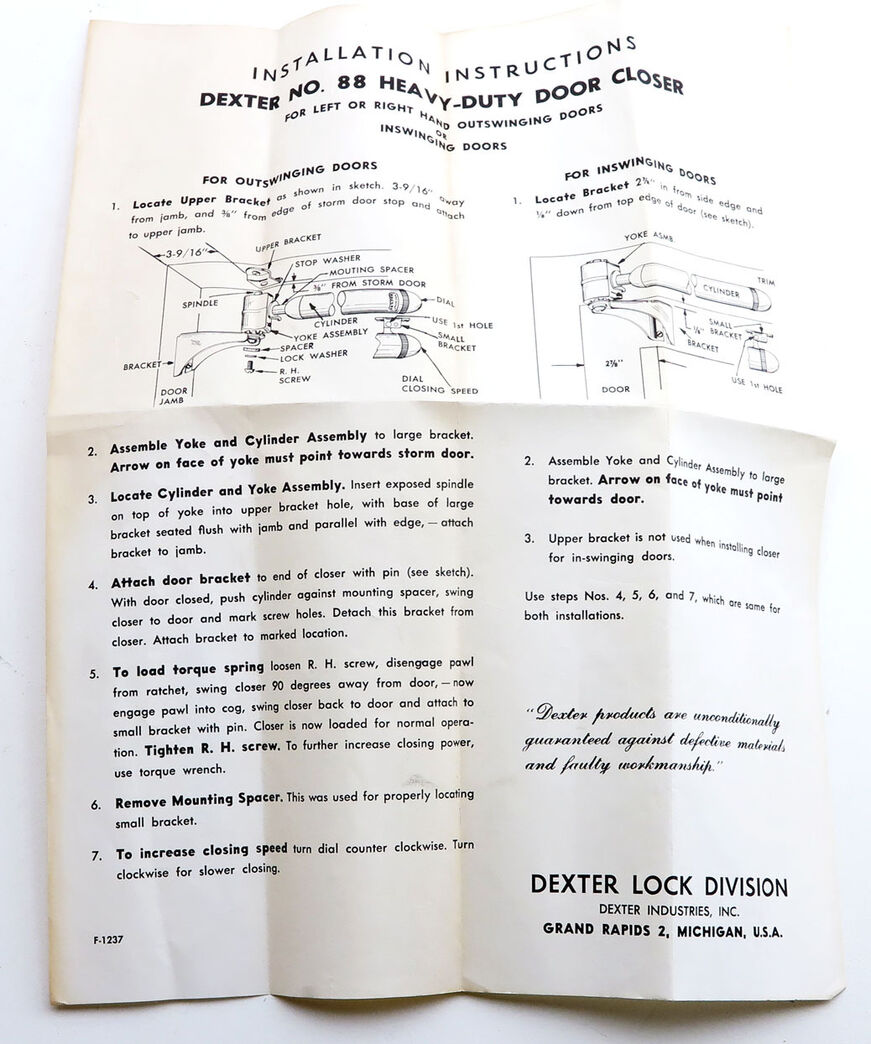 INSTALLATION INSTRUCTIONS
DEXTER NO. 88 HEAVY-DUTY DOOR CLOSER
FOR LEFT OR RIGHT HAND OUTSWINGING DOORS
OR
INSWINGING DOORS
FOR OUTSWINGING DOORS
1. Locate Upper Bracket as shown in sketch. 3-9/16" away
from jamb, and ⅜" from edge of storm door stop and attach
to upper jamb.
3-9/16"
UPPER BRACKET
STOP WASHER
MOUTING SPACER
⅜" FROM STORM DOOR
SPINDLE
DIAL
CYLINDER
USE 1st HOLE
YOKE ASSEMBLY
SMALL
BRACKET
SPACER
LOCK WASHER
BRACKET
R. H.
SCREW
DOOR
JAMB
DIAL
CLOSING SPEED
2. Assemble Yoke and Cylinder Assembly to large bracket.
Arrow on face of yoke must point towards storm door.
3. Locate Cylinder and Yoke Assembly. Insert exposed spindle
on top of yoke into upper bracket hole, with base of large
bracket seated flush with jamb and parallel with edge, — attach
bracket to jamb.
4. Attach door bracket to end of closer with pin (see sketch).
With door closed, push cylinder against mounting spacer, swing
closer to door and mark screw holes. Detach this bracket from
closer. Attach bracket to marked location.
5. To load torque spring loosen R. H. screw, disengage pawl
from ratchet, swing closer 90 degrees away from door, — now
engage pawl into cog, swing closer back to door and attach to
small bracket with pin. Closer is now loaded for normal opera-
tion. Tighten R. H. screw. To further increase closing power,
use torque wrench.
6. Remove Mounting Spacer. This was used for properly locating
small bracket.
7. To increase closing speed turn dial counter clockwise. Turn
clockwise for slower closing.
F-1237
FOR INSWINGING DOORS
1. Locate Bracket 2⅞" in from side edge and
⅛" down from top edge of door (see sketch).
YOKE ASMB.
TRIM
CYLINDER
SMALL
BRACKET
⅛"
BRACKET
2⅞"
DOOR
USE 1st HOLE
2. Assemble Yoke and Cylinder Assembly to large
bracket. Arrow on face of yoke must point
towards door.
3. Upper bracket is not used when installing closer
for in-swinging doors.
Use steps Nos. 4, 5, 6, and 7, which are same for
both installations.
"Dexter products are unconditionally
guaranteed against defective materials
and faulty workmanship."
DEXTER LOCK DIVISION
DEXTER INDUSTRIES, INC.
GRAND RAPIDS 2, MICHIGAN, U.S.A.